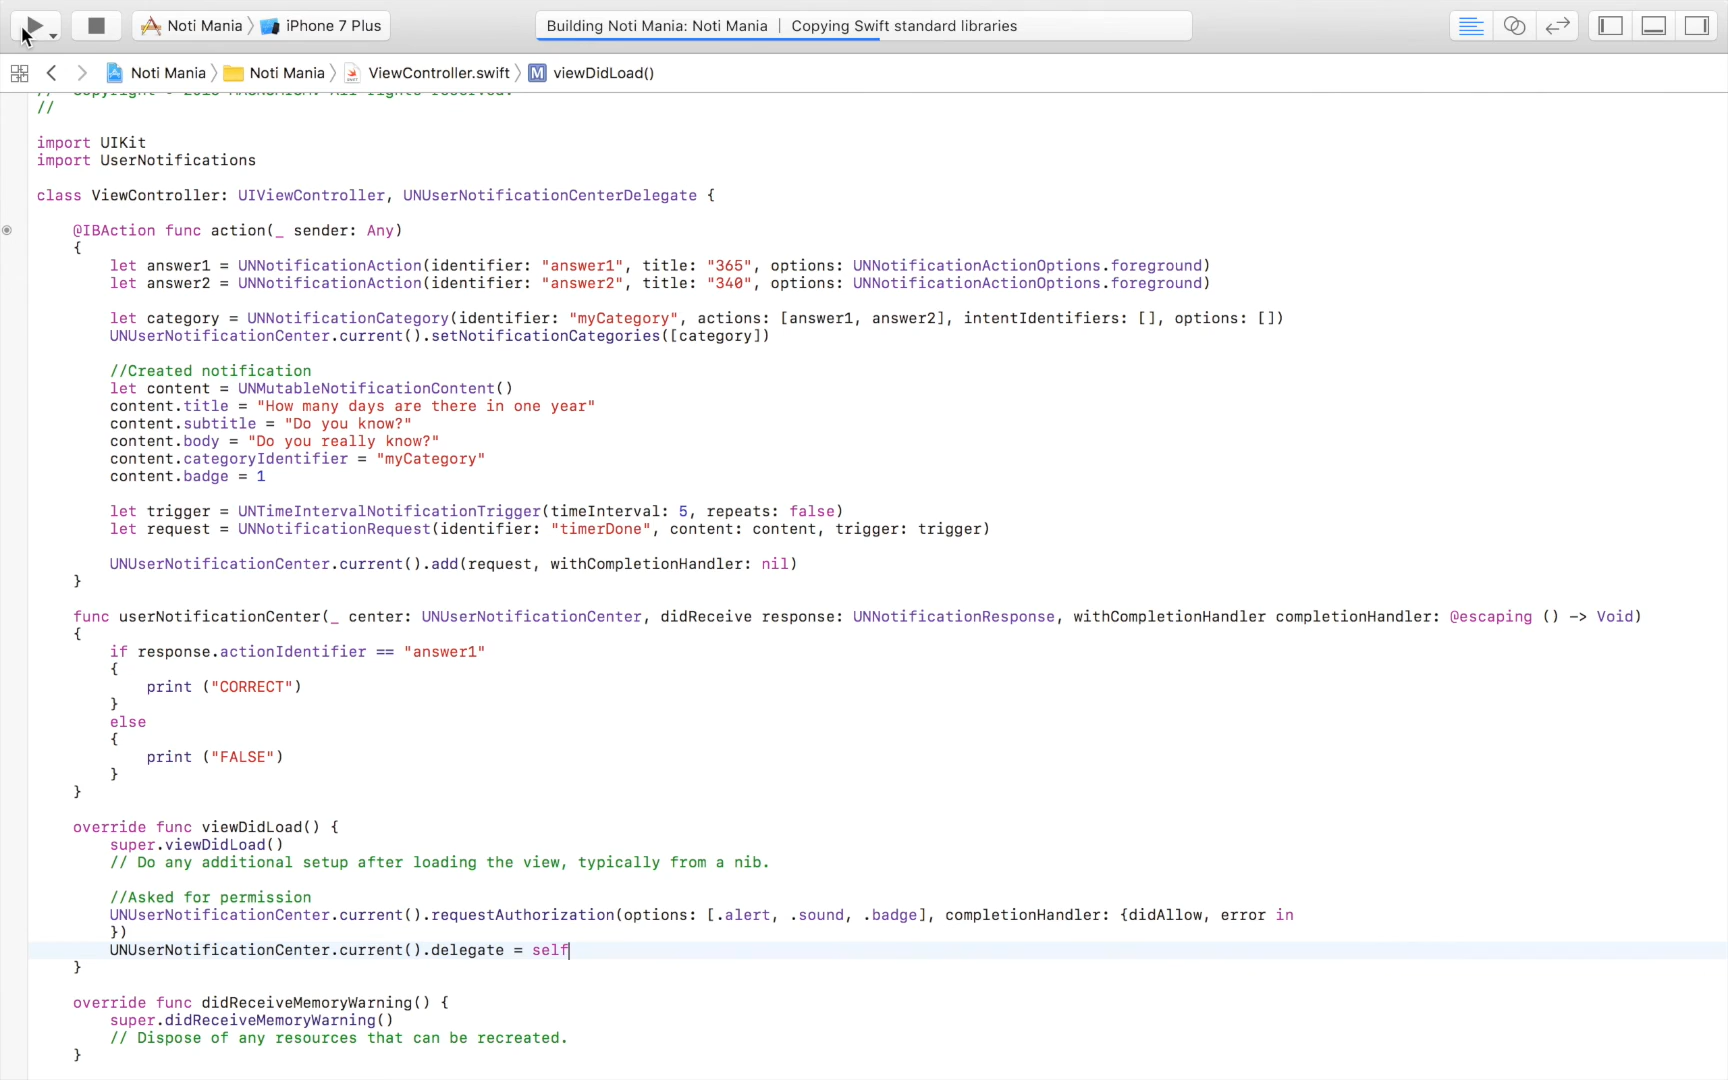 Noti Mania iPhone 7 Plus Building Noti Mania: Noti Mania | Copying Swift standard libraries
Noti Mania Noti Mania ViewController.swift M viewDidLoad()
//
import UIKit
import UserNotifications
class ViewController: UIViewController, UNUserNotificationCenterDelegate {
@IBAction func action(_ sender: Any)
{
let answer1 = UNNotificationAction(identifier: "answer1", title: "365", options: UNNotificationActionOptions.foreground)
let answer2 = UNNotificationAction(identifier: "answer2", title: "340", options: UNNotificationActionOptions.foreground)
let category = UNNotificationCategory(identifier: "myCategory", actions: [answer1, answer2], intentIdentifiers: [], options: [])
UNUserNotificationCenter.current().setNotificationCategories([category])
//Created notification
let content = UNMutableNotificationContent()
content.title = "How many days are there in one year"
content.subtitle = "Do you know?"
content.body = "Do you really know?"
content.categoryIdentifier = "myCategory"
content.badge = 1
let trigger = UNTimeIntervalNotificationTrigger(timeInterval: 5, repeats: false)
let request = UNNotificationRequest(identifier: "timerDone", content: content, trigger: trigger)
UNUserNotificationCenter.current().add(request, withCompletionHandler: nil)
}
func userNotificationCenter(_ center: UNUserNotificationCenter, didReceive response: UNNotificationResponse, withCompletionHandler completionHandler: @escaping () -> Void)
{
if response.actionIdentifier == "answer1"
{
print ("CORRECT")
}
else
{
print ("FALSE")
}
}
override func viewDidLoad() {
super.viewDidLoad()
// Do any additional setup after loading the view, typically from a nib.
//Asked for permission
UNUserNotificationCenter.current().requestAuthorization(options: [.alert, .sound, .badge], completionHandler: {didAllow, error in
})
UNUserNotificationCenter.current().delegate = self
}
override func didReceiveMemoryWarning() {
super.didReceiveMemoryWarning()
// Dispose of any resources that can be recreated.
}